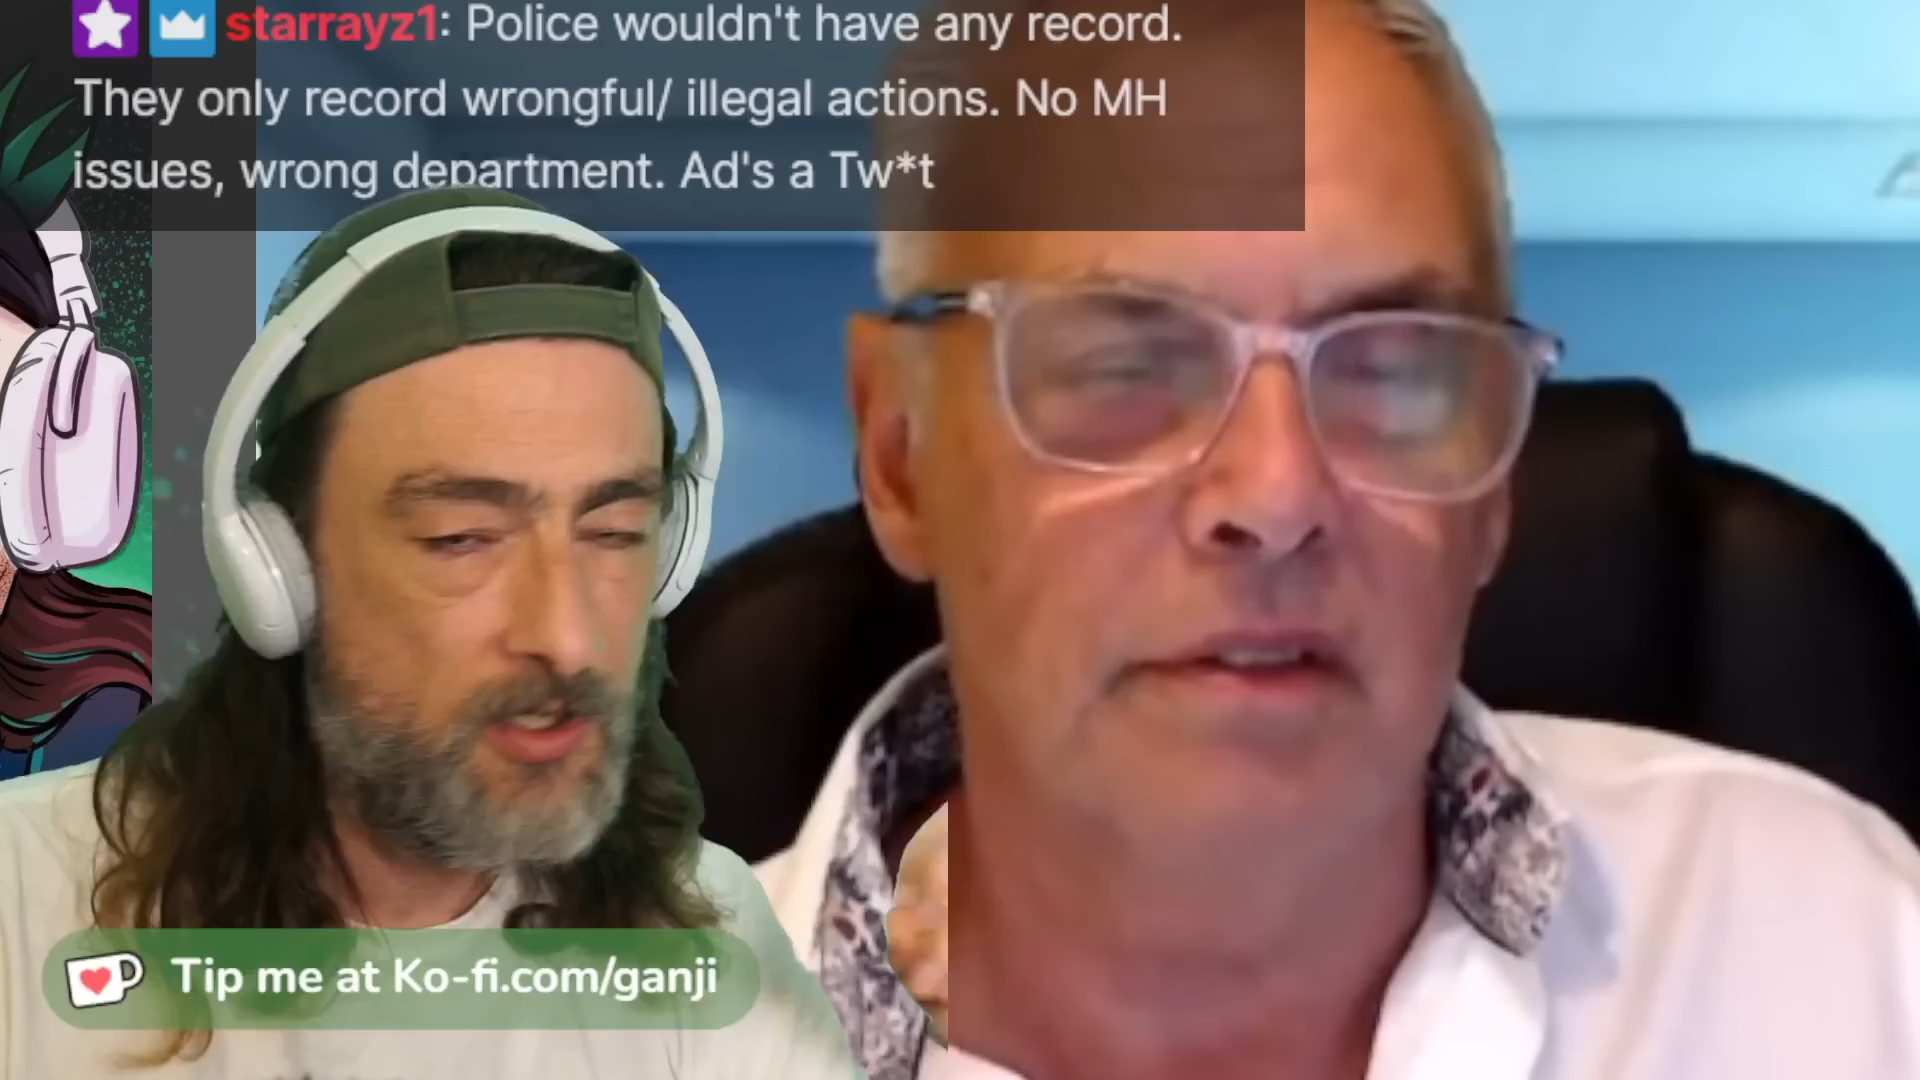 starrayz1: Police wouldn't have any record.
They only record wrongful/ illegal actions. No MH
issues, wrong department. Ad's a Tw*t
Tip me at Ko-fi.com/ganji